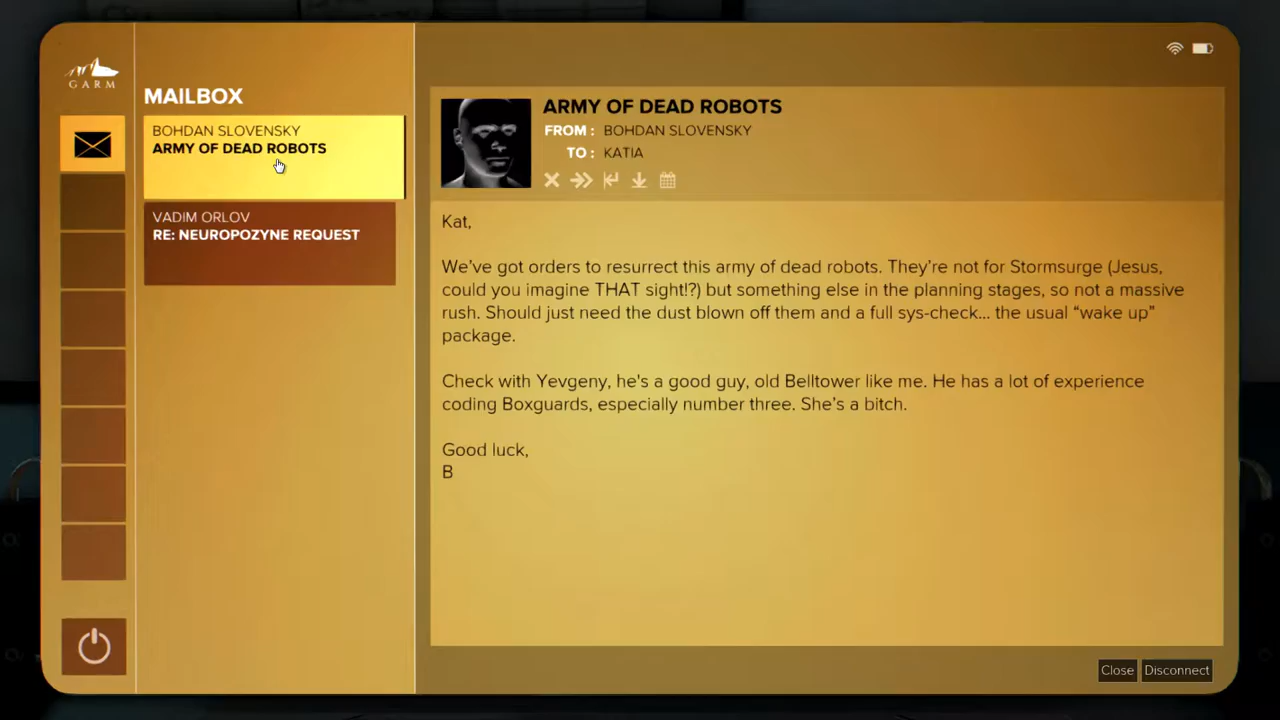 GARM
MAILBOX
BOHDAN SLOVENSKY
ARMY OF DEAD ROBOTS
VADIM ORLOV
RE: NEUROPOZYNE REQUEST
ARMY OF DEAD ROBOTS
FROM : BOHDAN SLOVENSKY
TO : KATIA
Kat,
We've got orders to resurrect this army of dead robots. They're not for Stormsurge (Jesus,
could you imagine THAT sight!?) but something else in the planning stages, so not a massive
rush. Should just need the dust blown off them and a full sys-check... the usual “wake up”
package.
Check with Yevgeny, he's a good guy, old Belltower like me. He has a lot of experience
coding Boxguards, especially number three. She's a bitch.
Good luck,
B
Close Disconnect